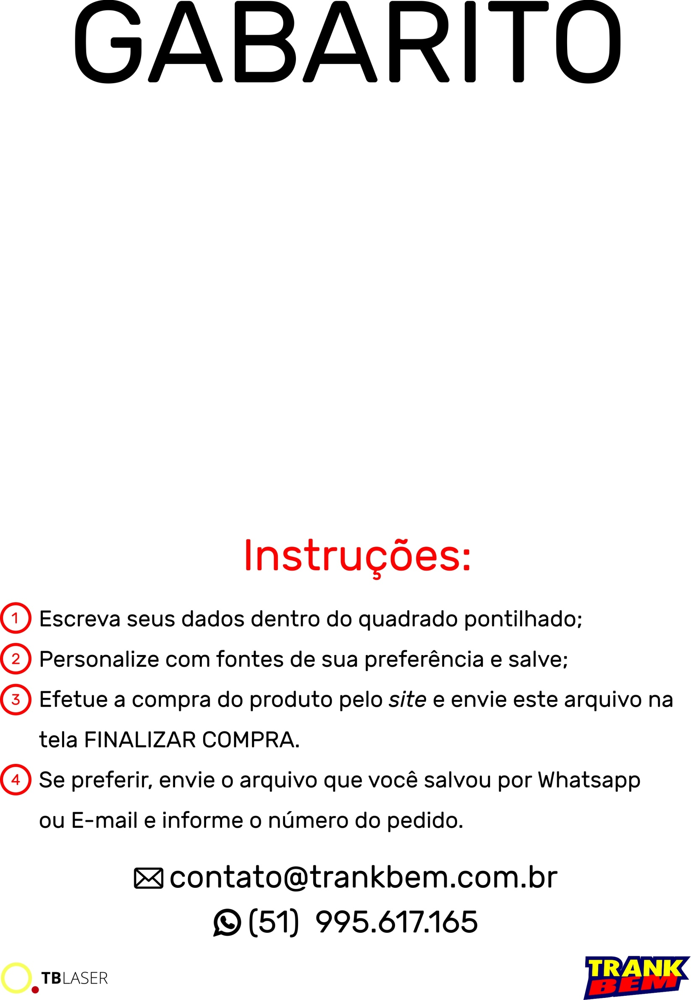 GABARITO
Instruções:
1 Escreva seus dados dentro do quadrado pontilhado;
2 Personalize com fontes de sua preferência e salve;
3 Efetue a compra do produto pelo site e envie este arquivo na
tela FINALIZAR COMPRA.
4 Se preferir, envie o arquivo que você salvou por Whatsapp
ou E-mail e informe o número do pedido.
contato@trankbem.com.br
(51) 995.617.165
TBLASER
TRANK
BEM